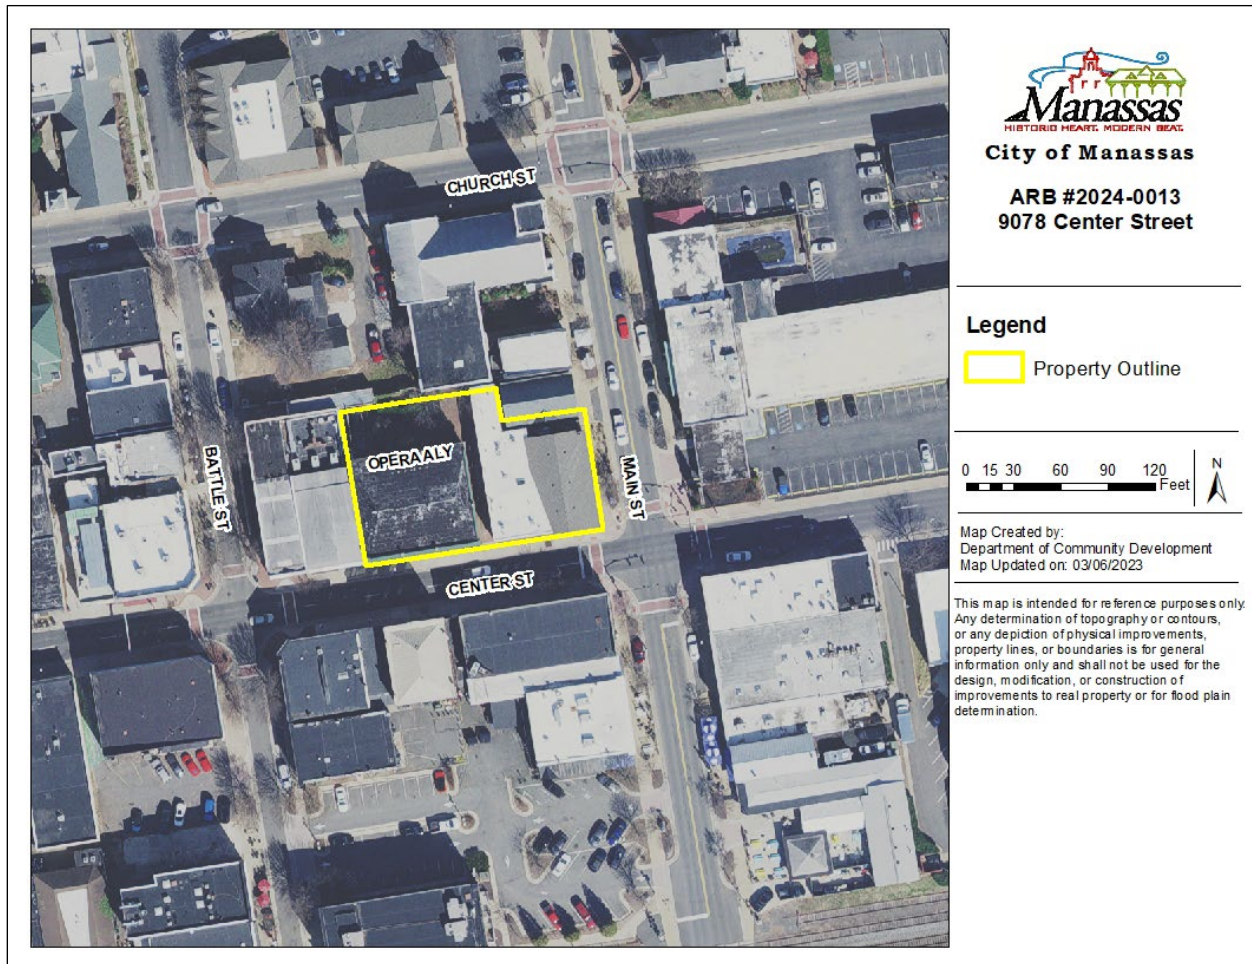 Manassas
HISTORIC HEART. MODERN BEAT.
City of Manassas
ARB #2024-0013
9078 Center Street
Legend
Property Outline
0 15 30 60 90 120
Feet
N
Map Created by:
Department of Community Development
Map Updated on: 03/06/2023
This map is intended for reference purposes only.
Any determination of topography or contours,
or any depiction of physical improvements,
property lines, or boundaries is for general
information only and shall not be used for the
design, modification, or construction of
improvements to real property or for flood plain
determination.
CHURCH ST
BATTLE ST
OPERA ALY
MAIN ST
CENTER ST